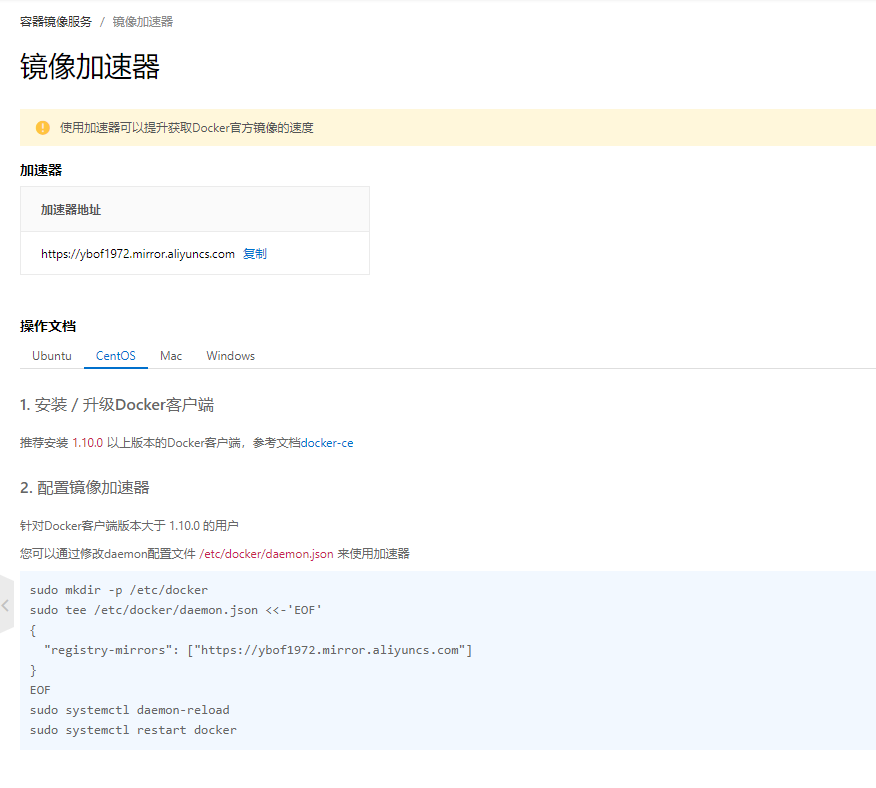 容器镜像服务 / 镜像加速器
镜像加速器
使用加速器可以提升获取Docker官方镜像的速度
加速器
加速器地址
https://ybof1972.mirror.aliyuncs.com 复制
操作文档
Ubuntu CentOS Mac Windows
1. 安装 / 升级Docker客户端
推荐安装 1.10.0 以上版本的Docker客户端，参考文档docker-ce
2. 配置镜像加速器
针对Docker客户端版本大于 1.10.0 的用户
您可以通过修改daemon配置文件 /etc/docker/daemon.json 来使用加速器
sudo mkdir -p /etc/docker
sudo tee /etc/docker/daemon.json <<-'EOF'
{
  "registry-mirrors": ["https://ybof1972.mirror.aliyuncs.com"]
}
EOF
sudo systemctl daemon-reload
sudo systemctl restart docker